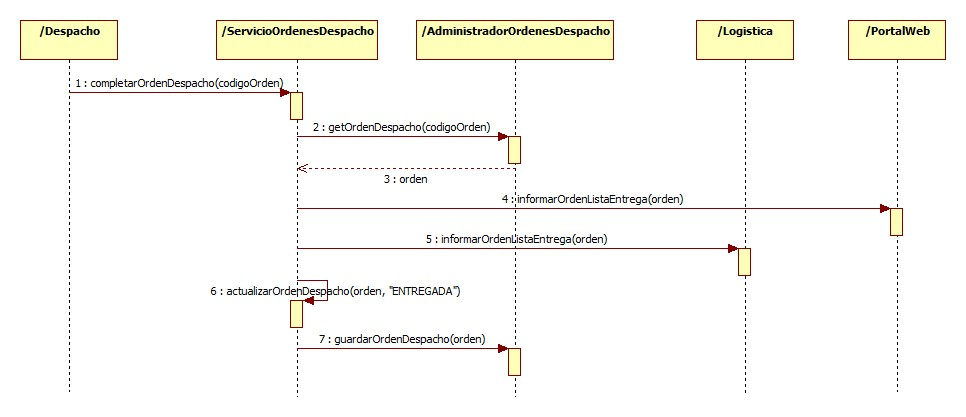 /Despacho
/ServicioOrdenesDespacho
/AdministradorOrdenesDespacho
/Logistica
/PortalWeb
1 : completarOrdenDespacho(codigoOrden)
2 : getOrdenDespacho(codigoOrden)
3 : orden
4 : informarOrdenListaEntrega(orden)
5 : informarOrdenListaEntrega(orden)
6 : actualizarOrdenDespacho(orden, "ENTREGADA")
7 : guardarOrdenDespacho(orden)